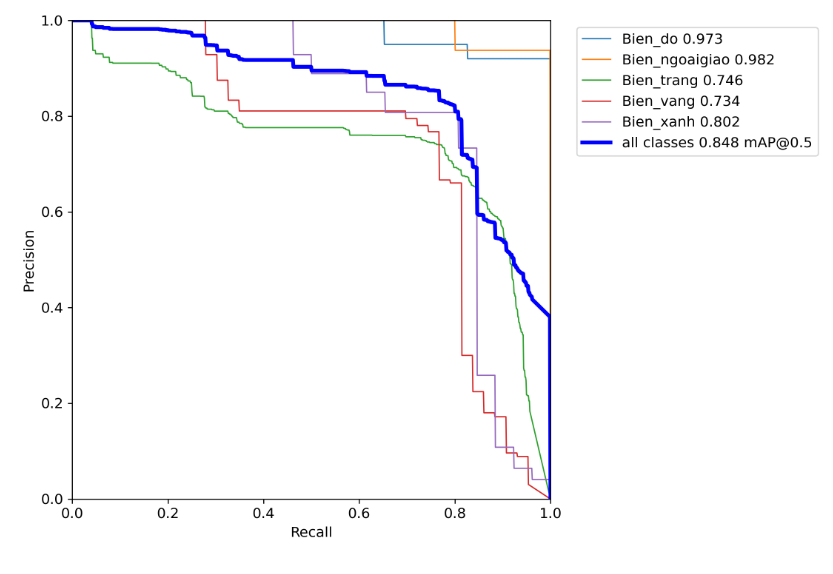 1.0
0.8
0.6
0.4
0.2
0.0
Precision
0.0 0.2 0.4 0.6 0.8 1.0
Recall
Bien_do 0.973
Bien_ngoaigiao 0.982
Bien_trang 0.746
Bien_vang 0.734
Bien_xanh 0.802
all classes 0.848 mAP@0.5